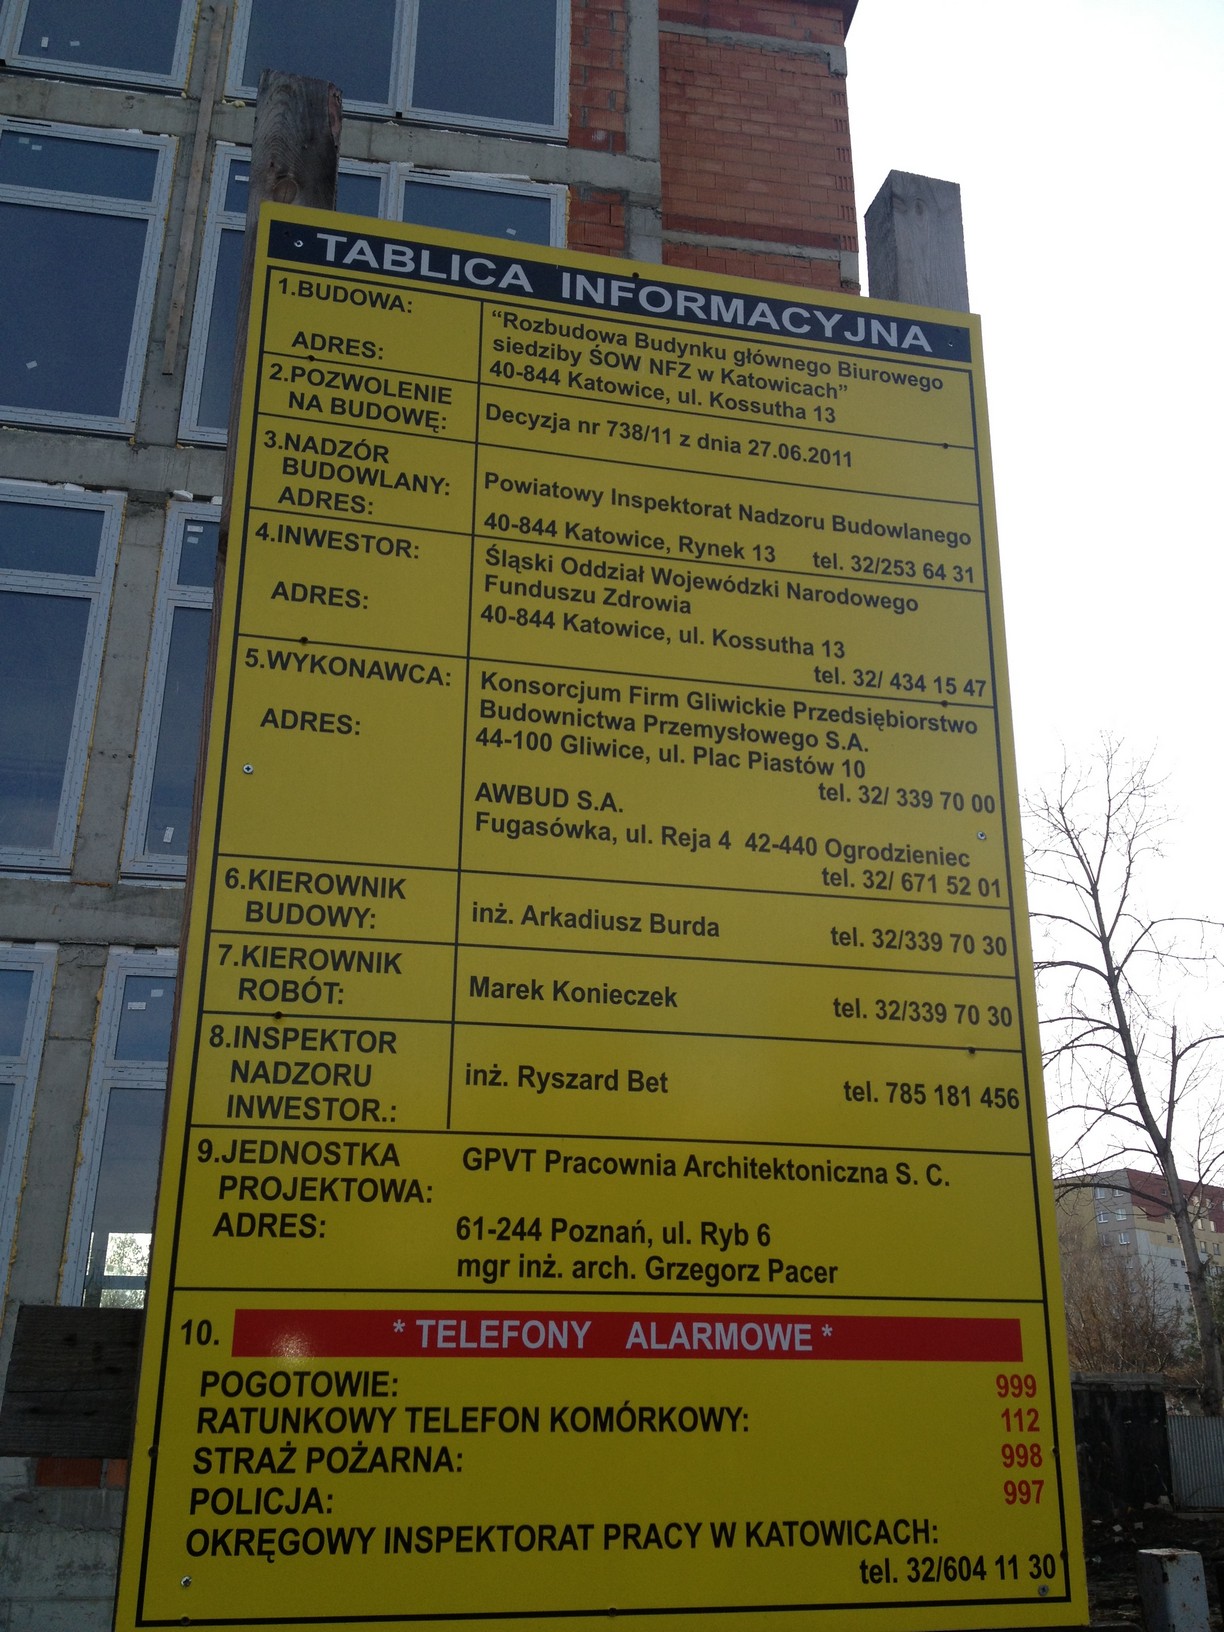 TABLICA INFORMACYJNA
1.BUDOWA:
"Rozbudowa Budynku głównego Biurowego
siedziby ŚOW NFZ w Katowicach"
ADRES:
40-844 Katowice, ul. Kossutha 13
2.POZWOLENIE
NA BUDOWĘ:
Decyzja nr 738/11 z dnia 27.06.2011
3.NADZÓR
BUDOWLANY:
Powiatowy Inspektorat Nadzoru Budowlanego
ADRES:
40-844 Katowice, Rynek 13 tel. 32/253 64 31
4.INWESTOR:
Śląski Oddział Wojewódzki Narodowego
Funduszu Zdrowia
ADRES:
40-844 Katowice, ul. Kossutha 13
tel. 32/ 434 15 47
5.WYKONAWCA:
Konsorcjum Firm Gliwickie Przedsiębiorstwo
Budownictwa Przemysłowego S.A.
ADRES:
44-100 Gliwice, ul. Plac Piastów 10
tel. 32/ 339 70 00
AWBUD S.A.
Fugasówka, ul. Reja 4 42-440 Ogrodzieniec
tel. 32/ 671 52 01
6.KIEROWNIK
BUDOWY:
inż. Arkadiusz Burda tel. 32/339 70 30
7.KIEROWNIK
ROBÓT:
Marek Konieczek tel. 32/339 70 30
8.INSPEKTOR
NADZORU
INWESTOR.:
inż. Ryszard Bet tel. 785 181 456
9.JEDNOSTKA
PROJEKTOWA:
GPVT Pracownia Architektoniczna S. C.
ADRES:
61-244 Poznań, ul. Ryb 6
mgr inż. arch. Grzegorz Pacer
10. * TELEFONY ALARMOWE *
POGOTOWIE: 999
RATUNKOWY TELEFON KOMÓRKOWY: 112
STRAŻ POŻARNA: 998
POLICJA: 997
OKRĘGOWY INSPEKTORAT PRACY W KATOWICACH:
tel. 32/604 11 30